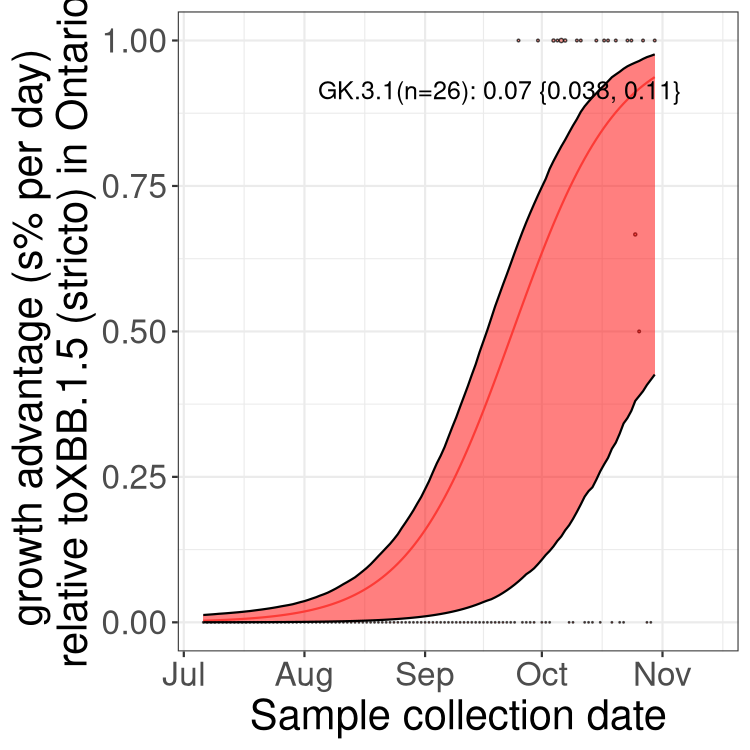 growth advantage (s% per day)
relative toXBB.1.5 (stricto) in Ontario
1.00
0.75
0.50
0.25
0.00
GK.3.1(n=26): 0.07 {0.038, 0.11}
Jul Aug Sep Oct Nov
Sample collection date